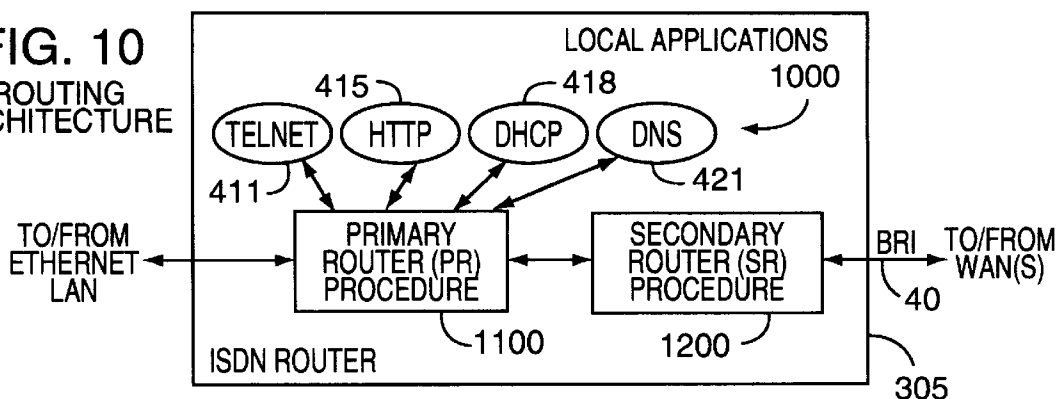 FIG. 10
ROUTING
CHITECTURE
LOCAL APPLICATIONS
1000
415
418
TELNET
HTTP
DHCP
DNS
411
421
TO/FROM
ETHERNET
LAN
PRIMARY
ROUTER (PR)
PROCEDURE
SECONDARY
ROUTER (SR)
PROCEDURE
BRI
TO/FROM
WAN(S)
40
1100
1200
ISDN ROUTER
305